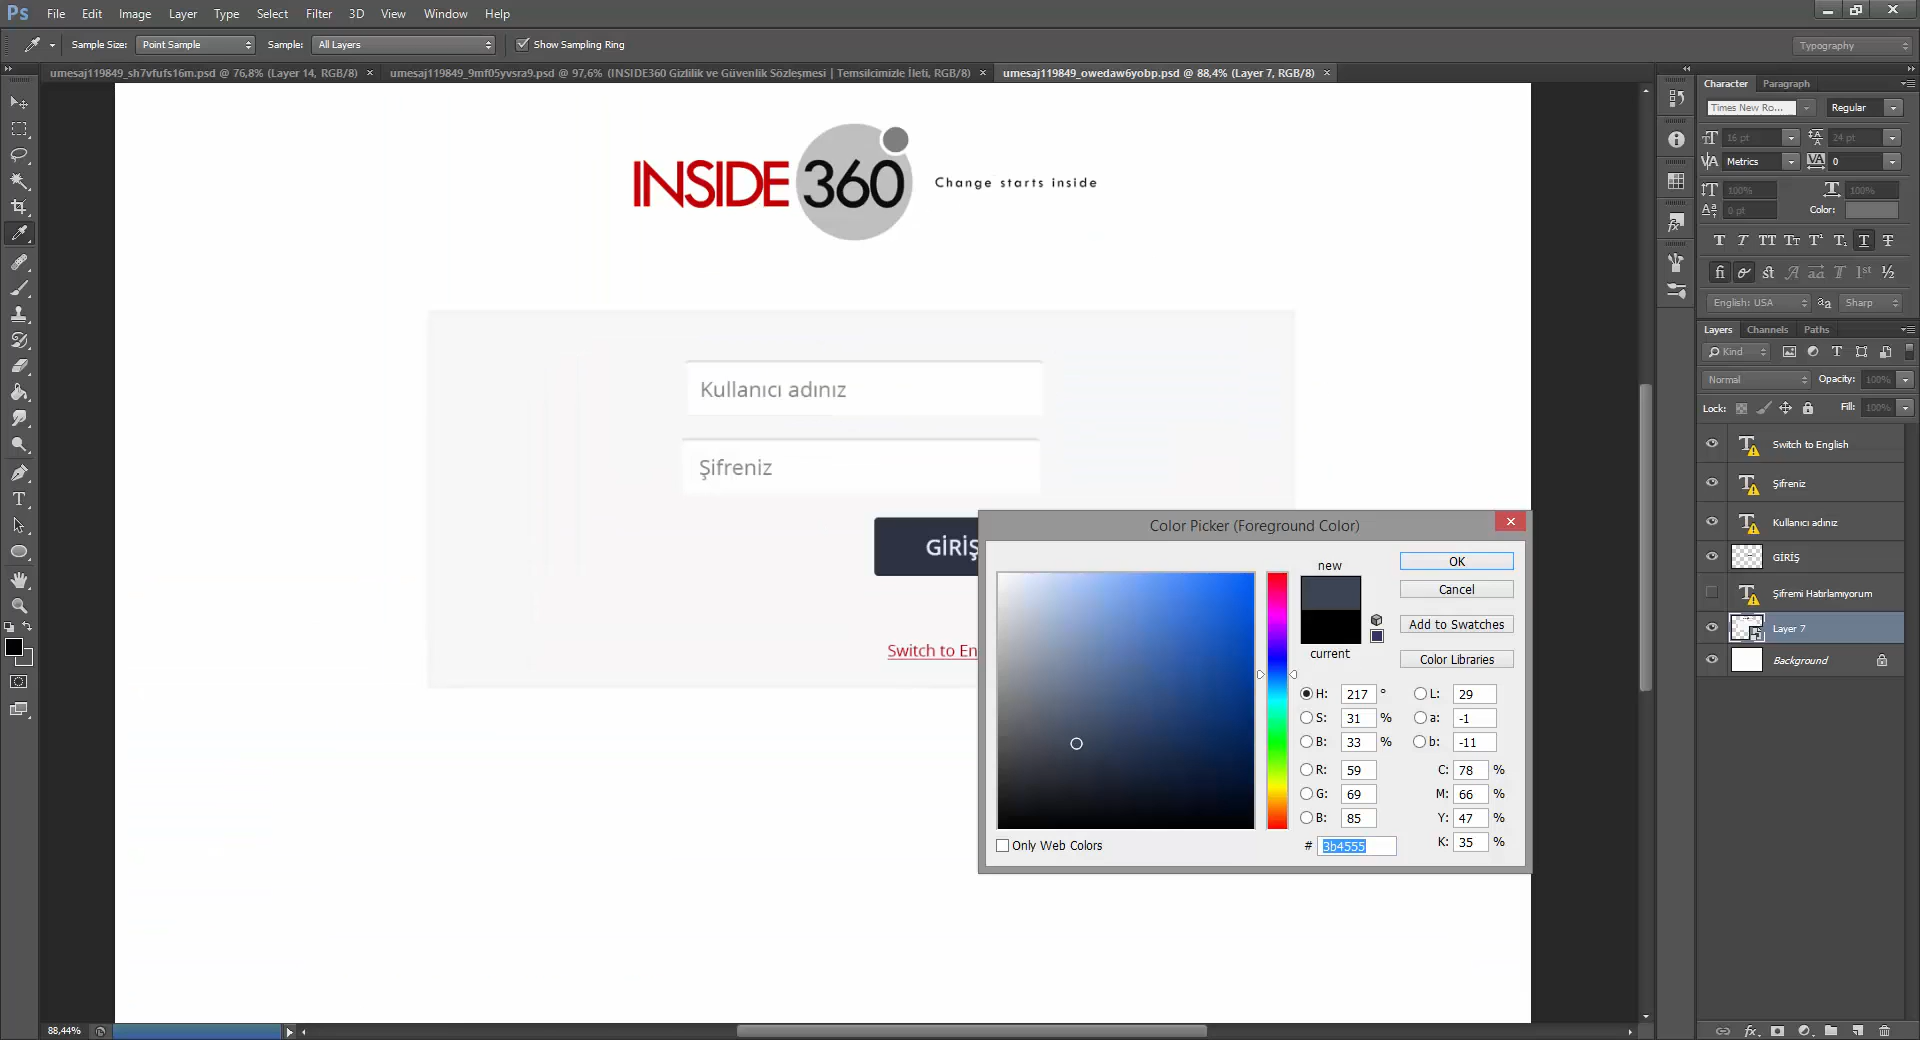 Ps File Edit Image Layer Type Select Filter 3D View Window Help
Sample Size: Point Sample Sample: All Layers Show Sampling Ring Typography
umesaj119849_sh7vfufs16m.psd @ 76,8% (Layer 14, RGB/8) × umesaj119849_9mf05yvsra9.psd @ 97,6% (INSIDE360 Gizlilik ve Güvenlik Sözleşmesi | Temsilcimizle İleti, RGB/8) × umesaj119849_owedaw6yobp.psd @ 88,4% (Layer 7, RGB/8) ×
INSIDE 360 Change starts inside
Kullanıcı adınız
Şifreniz
GİRİŞ
Switch to En
Color Picker (Foreground Color)
new
current
OK
Cancel
Add to Swatches
Color Libraries
H: 217 ° L: 29
S: 31 % a: -1
B: 33 % b: -11
R: 59 C: 78 %
G: 69 M: 66 %
B: 85 Y: 47 %
# 3b4555 K: 35 %
Only Web Colors
88,44%
Character Paragraph
Times New Ro... Regular
16 pt 24 pt
Metrics 0
100% 100%
0 pt Color:
English: USA aa Sharp
Layers Channels Paths
Kind
Normal Opacity: 100%
Lock: Fill: 100%
Switch to English
Şifreniz
Kullanıcı adınız
GİRİŞ
Şifremi Hatırlamıyorum
Layer 7
Background